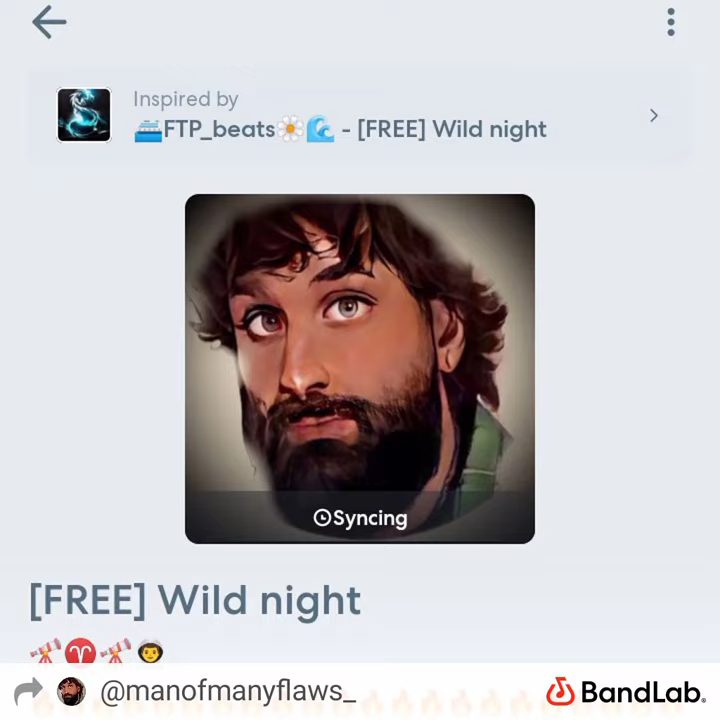 Inspired by
🚢FTP_beats🌼🌊 - [FREE] Wild night
Syncing
[FREE] Wild night
@manofmanyflaws_
BandLab.